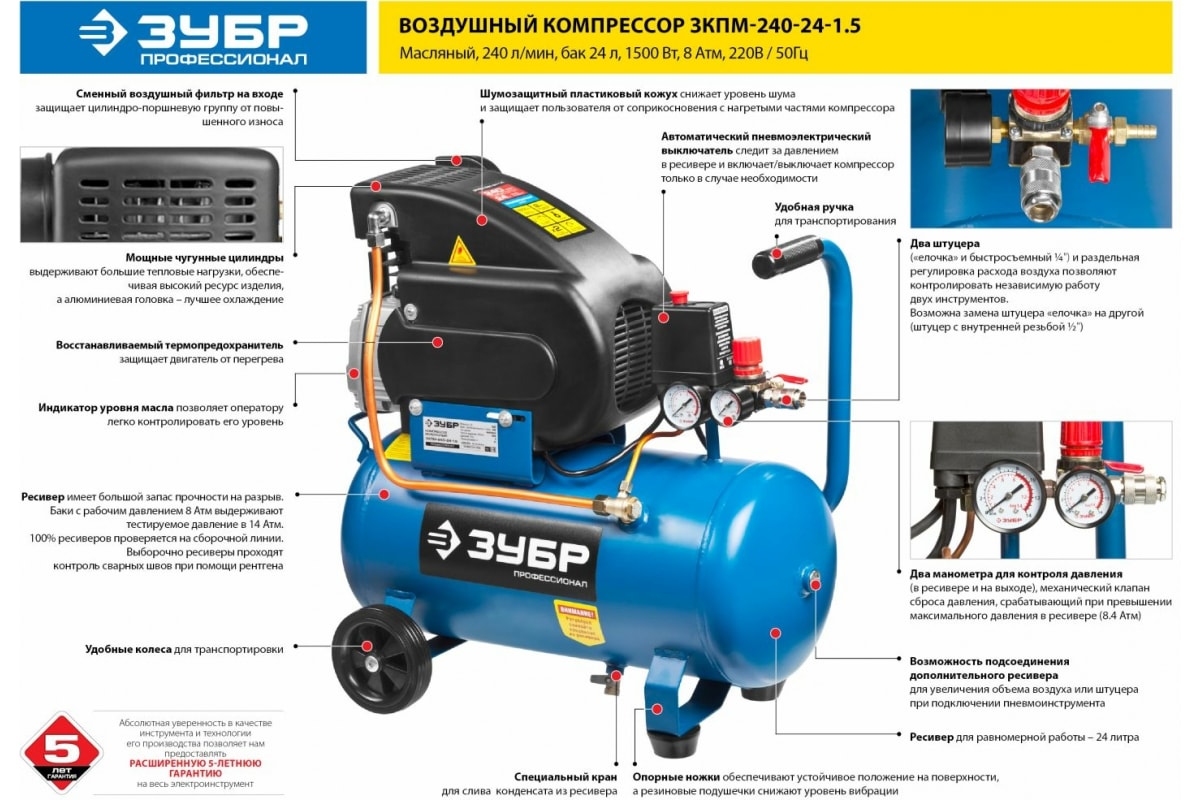 ЗУБР
ПРОФЕССИОНАЛ
ВОЗДУШНЫЙ КОМПРЕССОР ЗКПМ-240-24-1.5
Масляный, 240 л/мин, бак 24 л, 1500 Вт, 8 Атм, 220В / 50Гц
Сменный воздушный фильтр на входе
защищает цилиндро-поршневую группу от повы-
шенного износа
Шумозащитный пластиковый кожух снижает уровень шума
и защищает пользователя от соприкосновения с нагретыми частями компрессора
Автоматический пневмоэлектрический
выключатель следит за давлением
в ресивере и включает/выключает компрессор
только в случае необходимости
Удобная ручка
для транспортирования
Мощные чугунные цилиндры
выдерживают большие тепловые нагрузки, обеспе-
чивая высокий ресурс изделия,
а алюминиевая головка – лучшее охлаждение
Два штуцера
(«елочка» и быстросъемный ¼") и раздельная
регулировка расхода воздуха позволяют
контролировать независимую работу
двух инструментов.
Возможна замена штуцера «елочка» на другой
(штуцер с внутренней резьбой ½")
Восстанавливаемый термопредохранитель
защищает двигатель от перегрева
Индикатор уровня масла позволяет оператору
легко контролировать его уровень
ЗУБР
Ресивер имеет большой запас прочности на разрыв.
Баки с рабочим давлением 8 Атм выдерживают
тестируемое давление в 14 Атм.
100% ресиверов проверяется на сборочной линии.
Выборочно ресиверы проходят
контроль сварных швов при помощи рентгена
ЗУБР
ПРОФЕССИОНАЛ
ЗУБР
Два манометра для контроля давления
(в ресивере и на выходе), механический клапан
сброса давления, срабатывающий при превышении
максимального давления в ресивере (8.4 Атм)
ВНИМАНИЕ!
Удобные колеса для транспортировки
Возможность подсоединения
дополнительного ресивера
для увеличения объема воздуха или штуцера
при подключении пневмоинструмента
Ресивер для равномерной работы – 24 литра
5
ЛЕТ
ГАРАНТИЯ
Абсолютная уверенность в качестве
инструмента и технологии
его производства позволяет нам
предоставлять
РАСШИРЕННУЮ 5-ЛЕТНЮЮ
ГАРАНТИЮ
на весь электроинструмент
Специальный кран
для слива конденсата из ресивера
Опорные ножки обеспечивают устойчивое положение на поверхности,
а резиновые подушечки снижают уровень вибрации